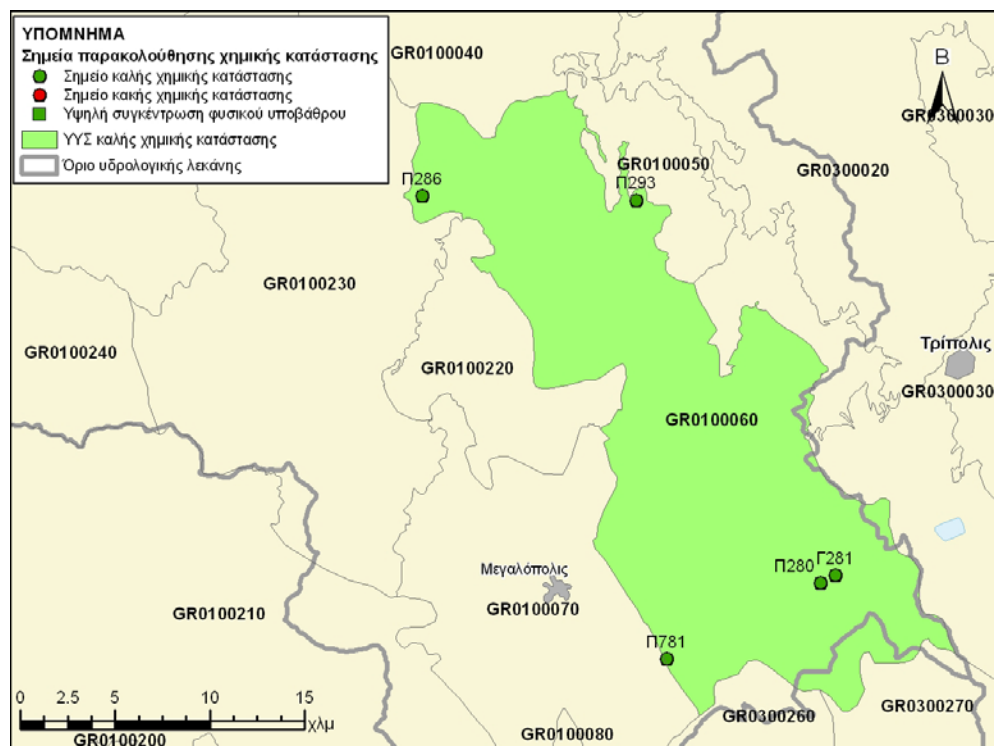 ΥΠΟΜΝΗΜΑ
Σημεία παρακολούθησης χημικής κατάστασης
Σημείο καλής χημικής κατάστασης
Σημείο κακής χημικής κατάστασης
Υψηλή συγκέντρωση φυσικού υποβάθρου
ΥΥΣ καλής χημικής κατάστασης
Όριο υδρολογικής λεκάνης
GR0100040
Β
GR0300030
GR0100050
GR0300020
Π286
Π293
GR0100230
GR0100240
Τρίπολις
GR0100220
GR0300030
GR0100060
Π280
Γ281
Μεγαλόπολις
GR0100070
GR0100210
Π781
0 2.5 5 10 15
χλμ
GR0300260
GR0300270
GR0100200
GR0100080